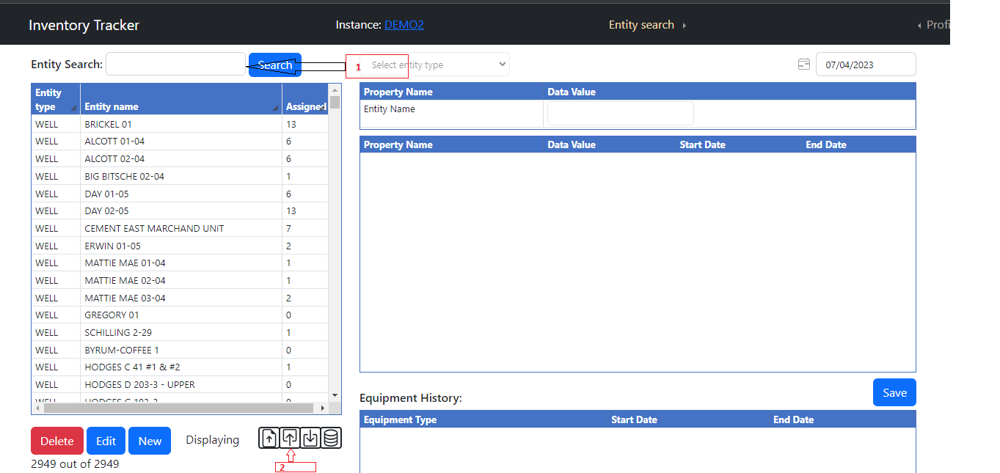 Inventory Tracker Instance: DEMO2 Entity search Profi
Entity Search: Search 1 Select entity type 07/04/2023
Entity type Entity name Assigned
WELL BRICKEL 01 13
WELL ALCOTT 01-04 6
WELL ALCOTT 02-04 6
WELL BIG BITSCHE 02-04 1
WELL DAY 01-05 6
WELL DAY 02-05 13
WELL CEMENT EAST MARCHAND UNIT 7
WELL ERWIN 01-05 2
WELL MATTIE MAE 01-04 1
WELL MATTIE MAE 02-04 1
WELL MATTIE MAE 03-04 2
WELL GREGORY 01 0
WELL SCHILLING 2-29 1
WELL BYRUM-COFFEE 1 0
WELL HODGES C 41 #1 & #2 1
WELL HODGES D 203-3 - UPPER 0
Delete Edit New Displaying
2949 out of 2949
2
Property Name Data Value
Entity Name
Property Name Data Value Start Date End Date
Save
Equipment History:
Equipment Type Start Date End Date